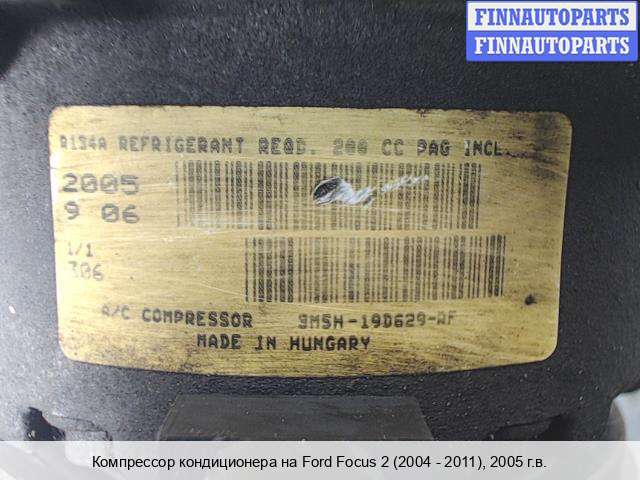 FINNAUTOPARTS
FINNAUTOPARTS
R134A REFRIGERANT REQD. 200 CC PAG INCL.
2005
9 06
1/1
306
A/C COMPRESSOR 3M5H-19D629-RF
MADE IN HUNGARY
Компрессор кондиционера на Ford Focus 2 (2004 - 2011), 2005 г.в.